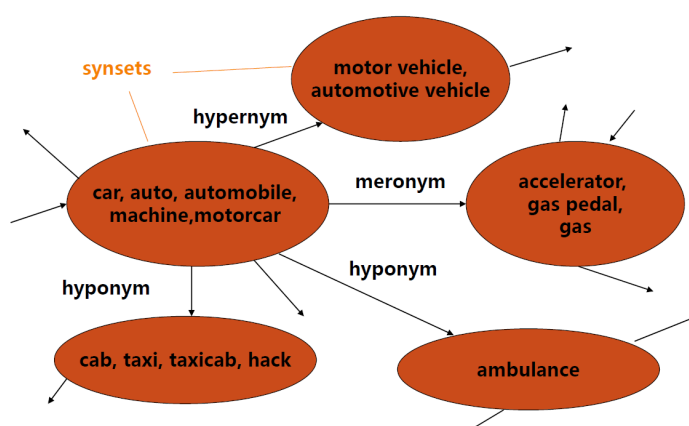 synsets
motor vehicle,
automotive vehicle
hypernym
car, auto, automobile,
machine,motorcar
meronym
accelerator,
gas pedal,
gas
hyponym
hyponym
cab, taxi, taxicab, hack
ambulance